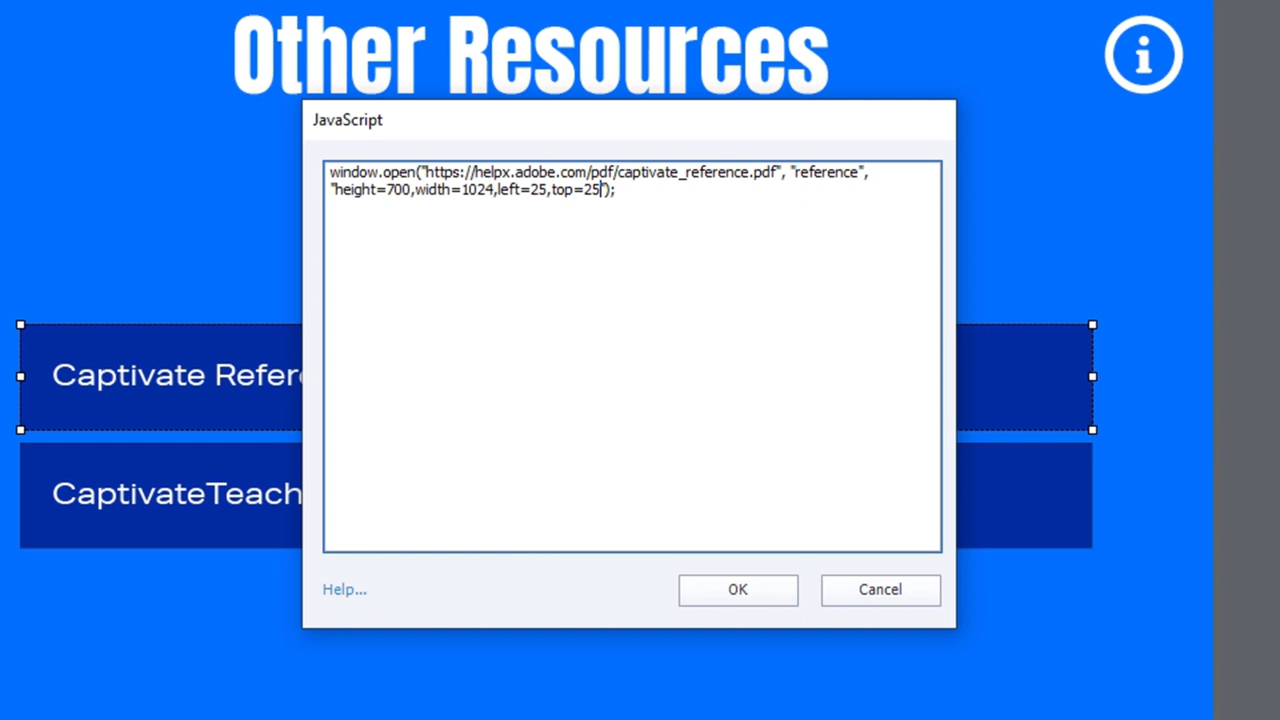 Other Resources
i
JavaScript
window.open("https://helpx.adobe.com/pdf/captivate_reference.pdf", "reference",
"height=700,width=1024,left=25,top=25");
Captivate Refer
CaptivateTeach
Help...
OK
Cancel